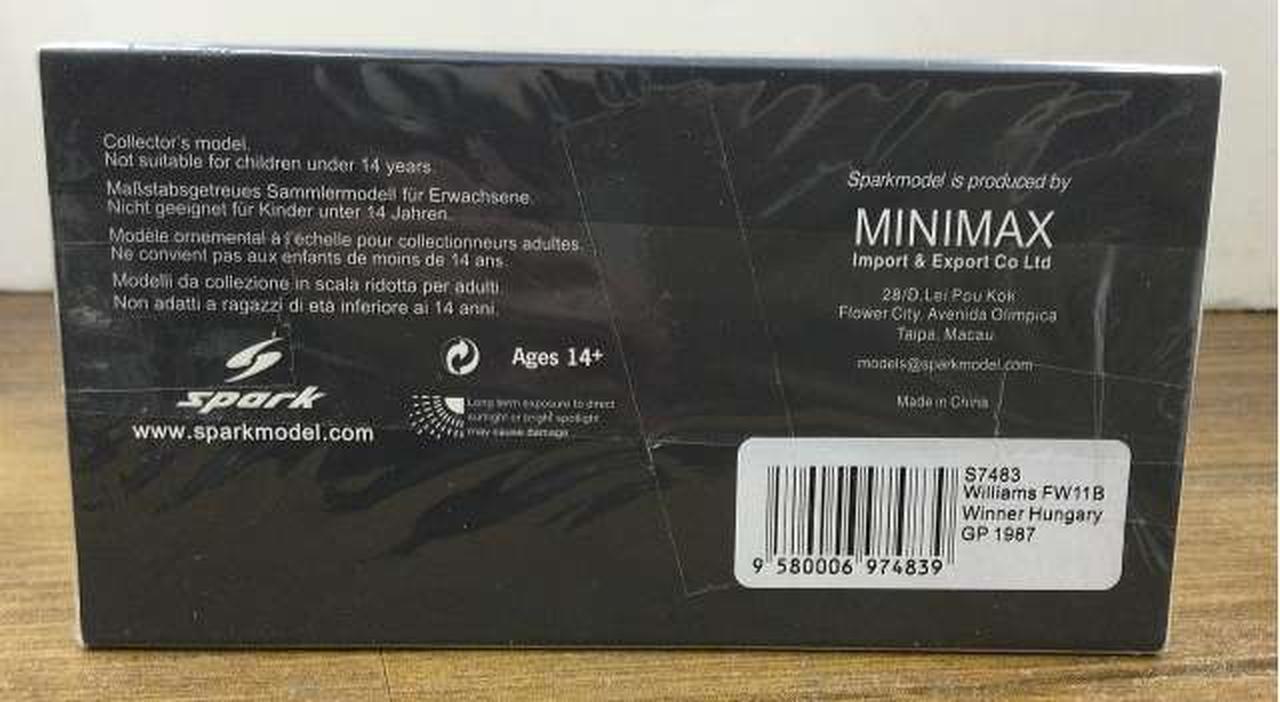 Collector's model.
Not suitable for children under 14 years.
Maßstabsgetreues Sammlermodell für Erwachsene.
Nicht geeignet für Kinder unter 14 Jahren.
Modèle ornemental à l'échelle pour collectionneurs adultes.
Ne convient pas aux enfants de moins de 14 ans.
Modelli da collezione in scala ridotta per adulti
Non adatti a ragazzi di età inferiore ai 14 anni.
spark
www.sparkmodel.com
Ages 14+
Long term exposure to direct
sunlight or bright spotlight
may cause damage
Sparkmodel is produced by
MINIMAX
Import & Export Co Ltd
28/D.Lei Pou Kok
Flower City, Avenida Olimpica
Taipa, Macau
models@sparkmodel.com
Made in China
S7483
Williams FW11B
Winner Hungary
GP 1987
9 580006 974839